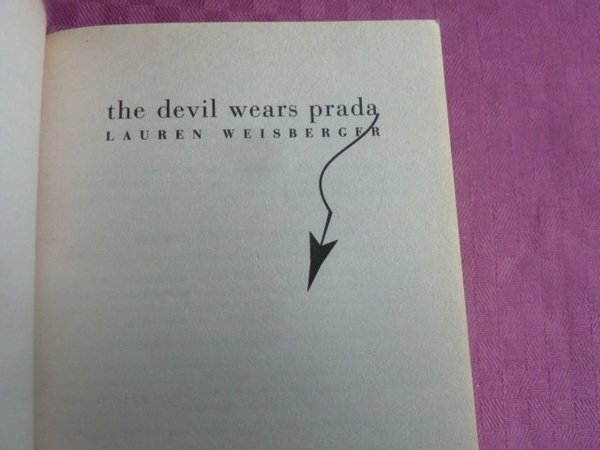 the devil wears prada
LAUREN WEISBERGER